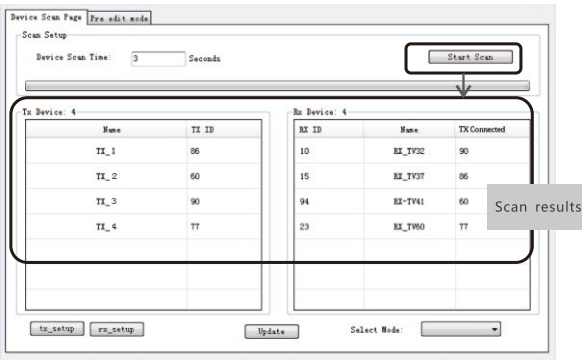 Device Scan Page Pre edit mode
Scan Setup
Device Scan Time: 3 Seconds Start Scan
Tx Device: 4 Rx Device: 4
Name TX ID RX ID Name TX Connected
TX_1 86 10 RX_TV32 90
TX_2 60 15 RX_TV37 86
TX_3 90 94 RX-TV41 60
Scan results
TX_4 77 23 RX_TV60 77
tx_setup rx_setup Update Select Mode: